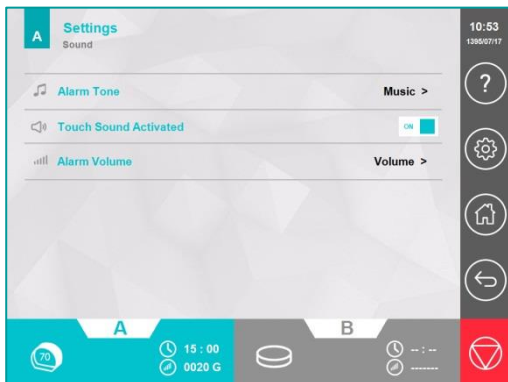 A
Settings
Sound
10:53
1395/07/17
?
Alarm Tone
Music >
Touch Sound Activated
ON
Alarm Volume
Volume >
A
B
70
15 : 00
-- : --
0020 G
-------